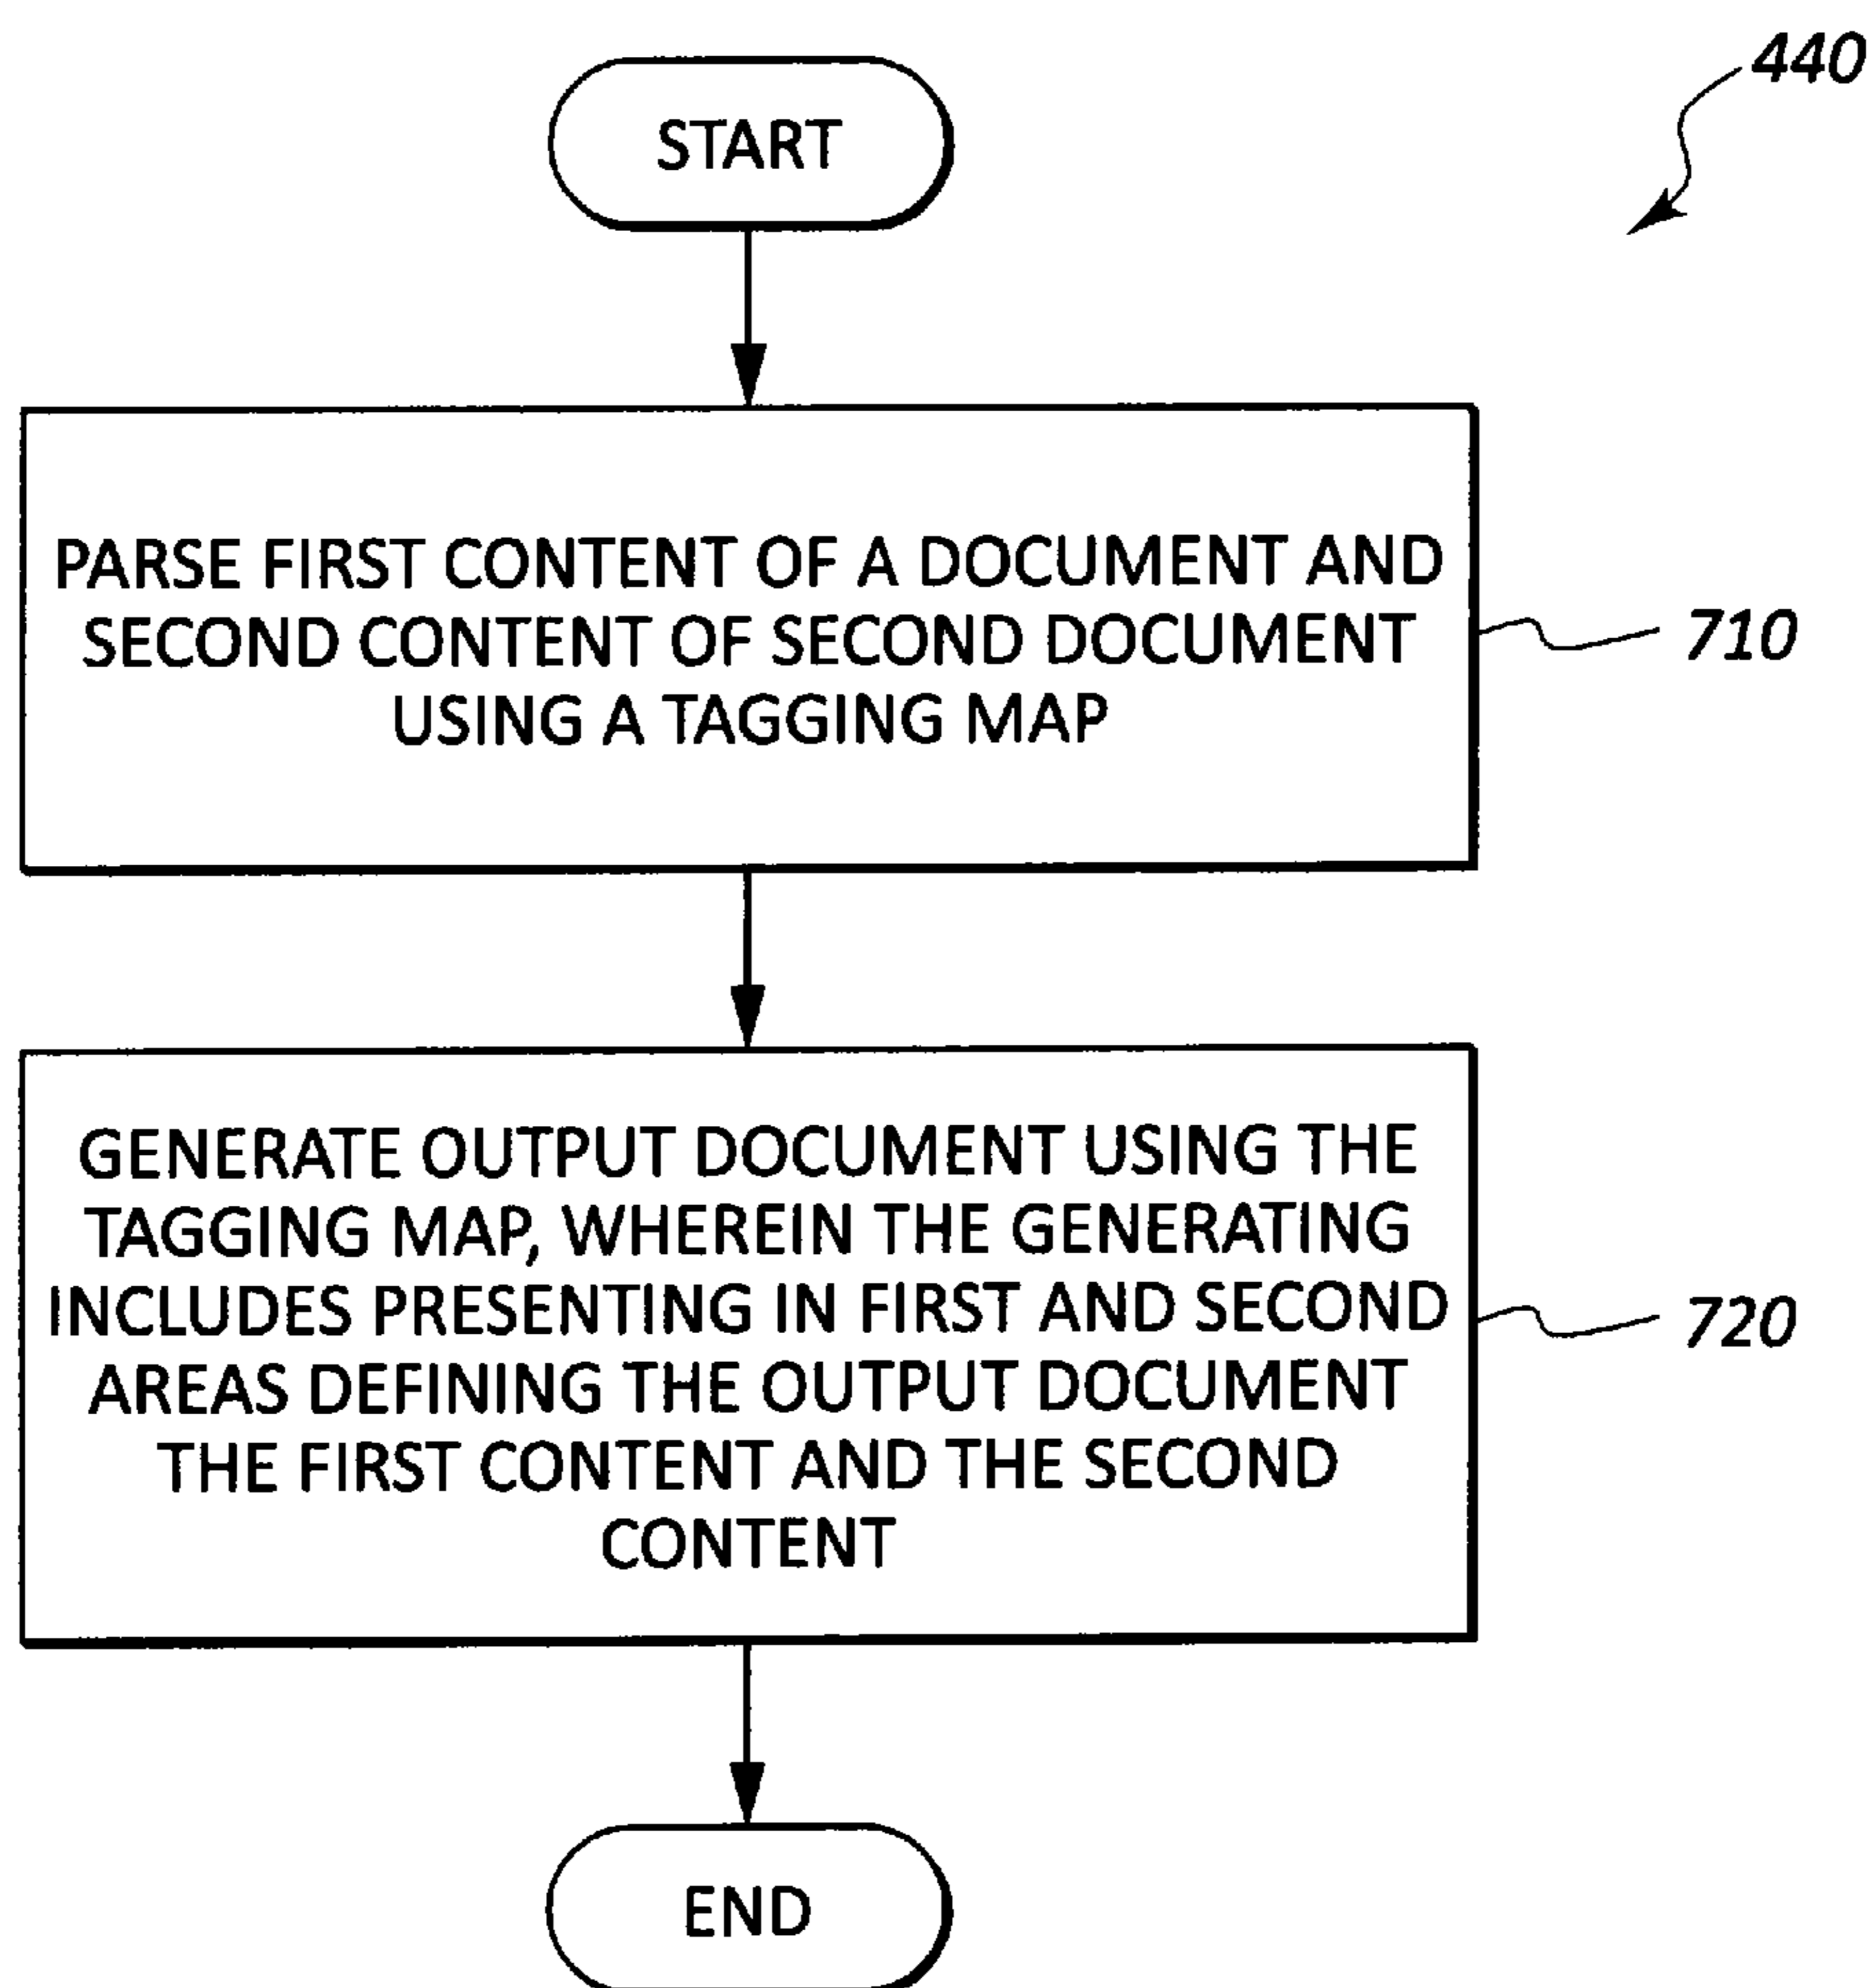 440
START
PARSE FIRST CONTENT OF A DOCUMENT AND
SECOND CONTENT OF SECOND DOCUMENT
USING A TAGGING MAP
710
GENERATE OUTPUT DOCUMENT USING THE
TAGGING MAP, WHEREIN THE GENERATING
INCLUDES PRESENTING IN FIRST AND SECOND
AREAS DEFINING THE OUTPUT DOCUMENT
THE FIRST CONTENT AND THE SECOND
CONTENT
720
END